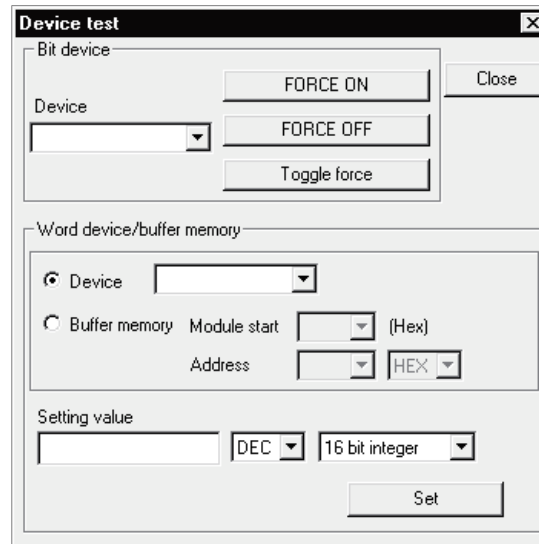 Device test
Bit device
FORCE ON
Close
Device
FORCE OFF
Toggle force
Word device/buffer memory
Device
Buffer memory Module start (Hex)
Address HEX
Setting value
DEC 16 bit integer
Set